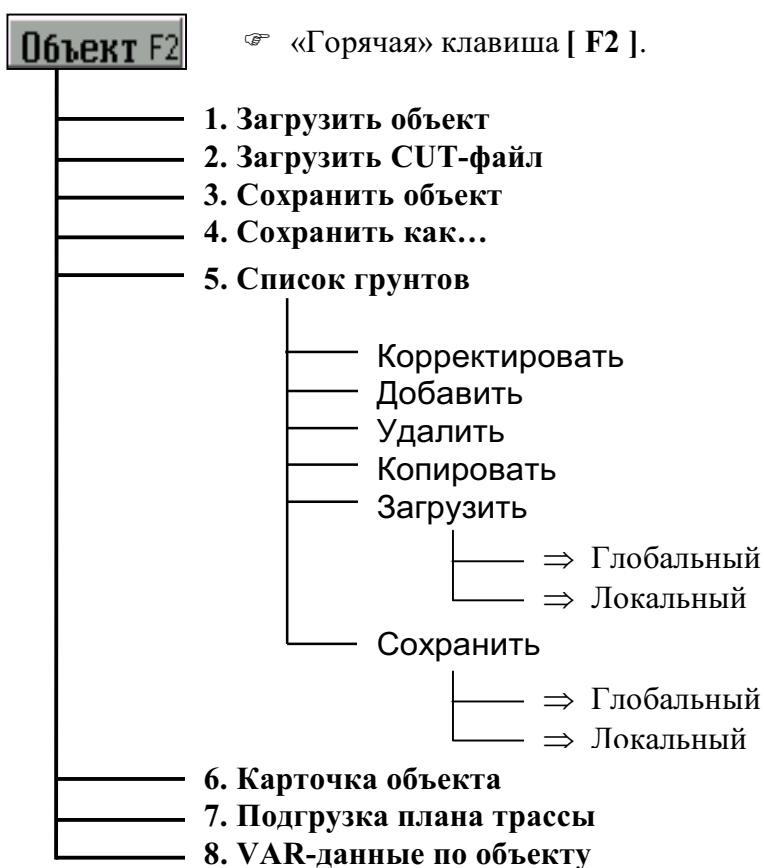 Объект F2 ☞ «Горячая» клавиша [ F2 ].
1. Загрузить объект
2. Загрузить CUT-файл
3. Сохранить объект
4. Сохранить как…
5. Список грунтов
Корректировать
Добавить
Удалить
Копировать
Загрузить
⇒ Глобальный
⇒ Локальный
Сохранить
⇒ Глобальный
⇒ Локальный
6. Карточка объекта
7. Подгрузка плана трассы
8. VAR-данные по объекту